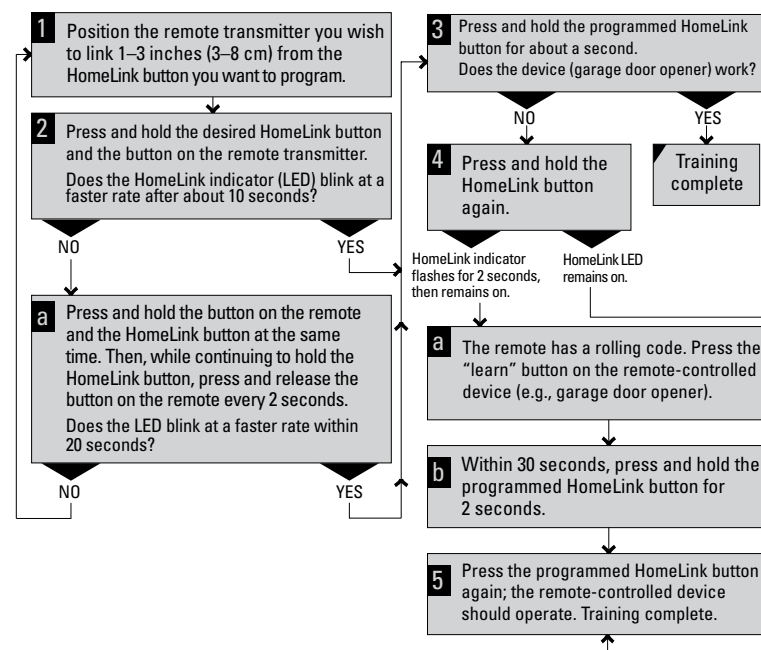 1
Position the remote transmitter you wish
to link 1–3 inches (3–8 cm) from the
HomeLink button you want to program.
2
Press and hold the desired HomeLink button
and the button on the remote transmitter.
Does the HomeLink indicator (LED) blink at a
faster rate after about 10 seconds?
NO
YES
a
Press and hold the button on the remote
and the HomeLink button at the same
time. Then, while continuing to hold the
HomeLink button, press and release the
button on the remote every 2 seconds.
Does the LED blink at a faster rate within
20 seconds?
NO
YES
3
Press and hold the programmed HomeLink
button for about a second.
Does the device (garage door opener) work?
NO
YES
4
Press and hold the
HomeLink button
again.
Training
complete
HomeLink indicator
flashes for 2 seconds,
then remains on.
HomeLink LED
remains on.
a
The remote has a rolling code. Press the
“learn” button on the remote-controlled
device (e.g., garage door opener).
b
Within 30 seconds, press and hold the
programmed HomeLink button for
2 seconds.
5
Press the programmed HomeLink button
again; the remote-controlled device
should operate. Training complete.